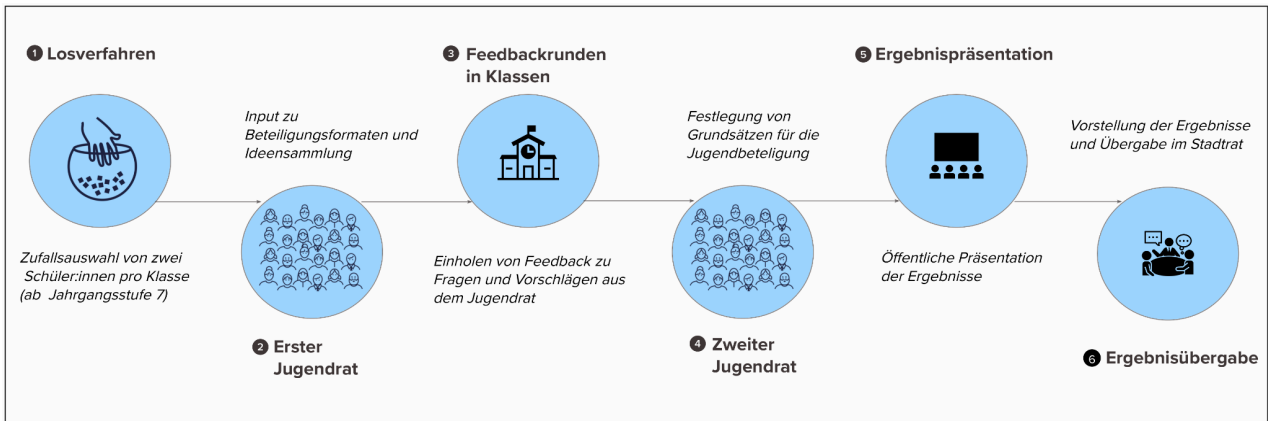 1 Losverfahren
Zufallsauswahl von zwei
Schüler:innen pro Klasse
(ab Jahrgangsstufe 7)
Input zu
Beteiligungsformaten und
Ideensammlung
2 Erster
Jugendrat
3 Feedbackrunden
in Klassen
Einholen von Feedback zu
Fragen und Vorschlägen aus
dem Jugendrat
Festlegung von
Grundsätzen für die
Jugendbeteligung
4 Zweiter
Jugendrat
5 Ergebnispräsentation
Öffentliche Präsentation
der Ergebnisse
Vorstellung der Ergebnisse
und Übergabe im Stadtrat
6 Ergebnisübergabe